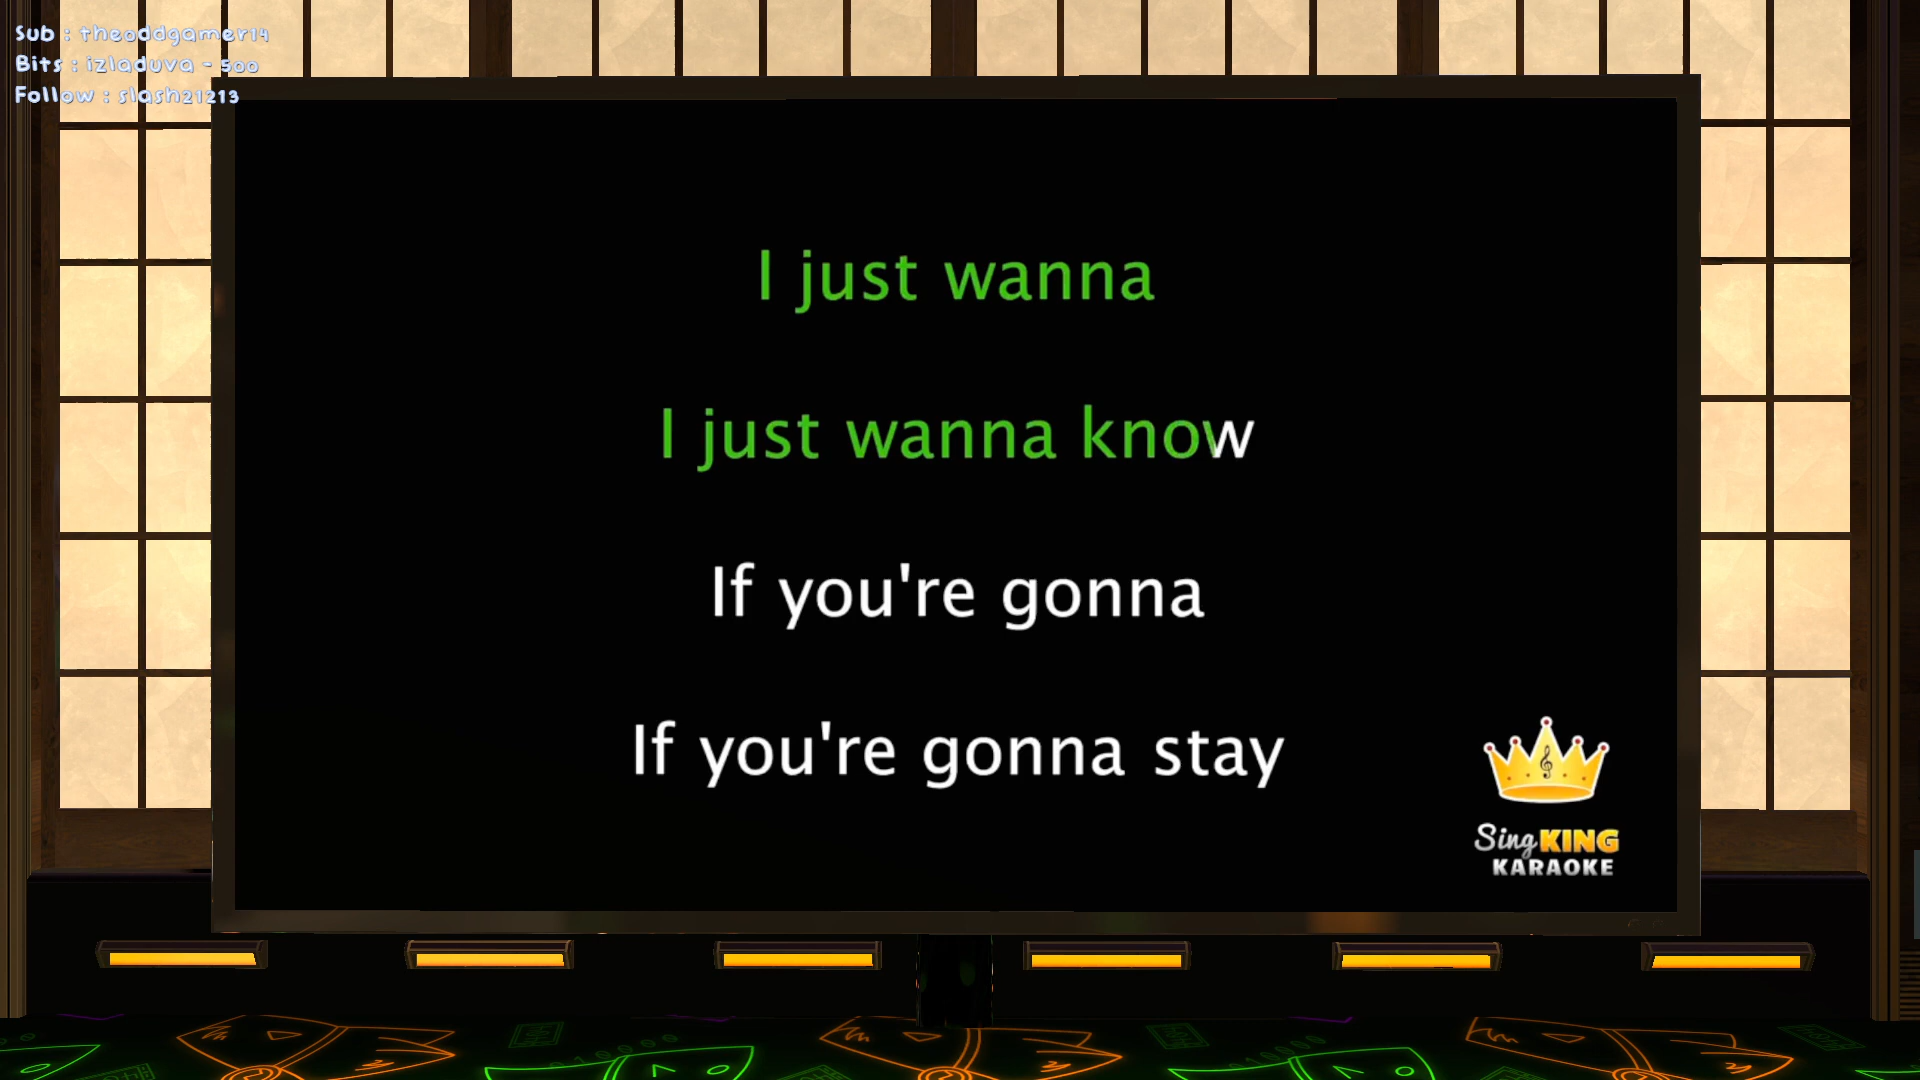 Sub : theoddgamer14
Bits : izladuva - 500
Follow : slash21213
I just wanna
I just wanna know
If you're gonna
If you're gonna stay
Sing KING
KARAOKE